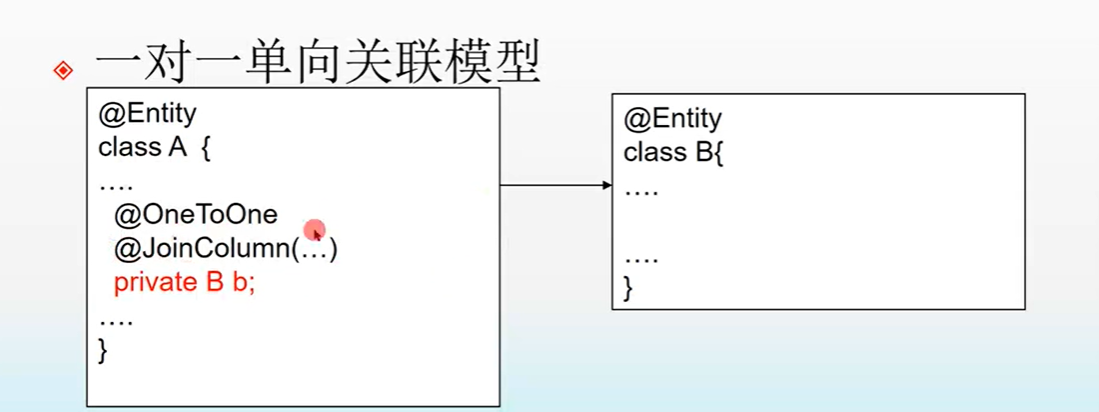 一对一单向关联模型
@Entity
class A {
....
@OneToOne
@JoinColumn(...)
private B b;
....
}
@Entity
class B{
....
....
}